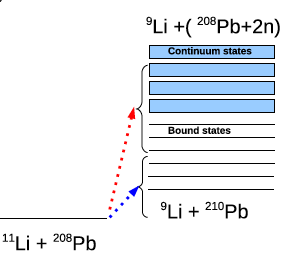 ⁹Li +( ²⁰⁸Pb+2n)
Continuum states
Bound states
⁹Li + ²¹⁰Pb
¹¹Li + ²⁰⁸Pb